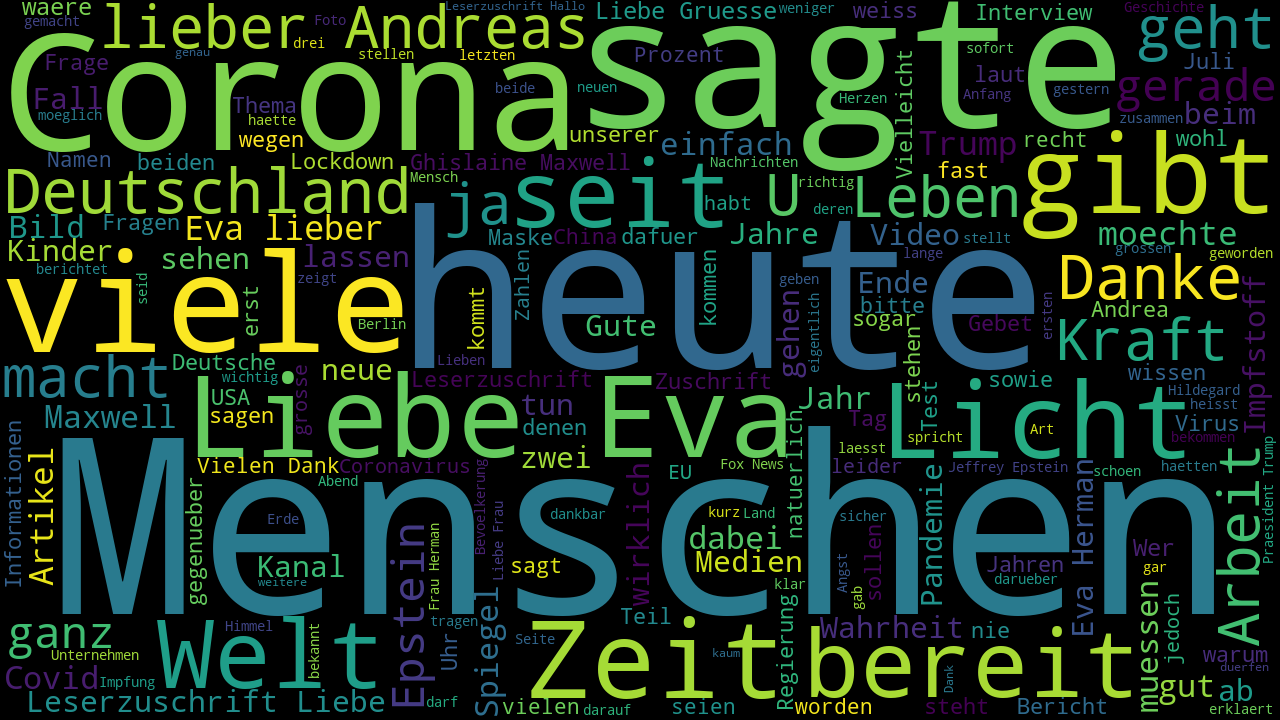 waere
gemacht
lieber
Andreas
drei
Foto
Leserzuschrift Hallo
Liebe Gruesse
weniger
weiss
Interview
Geschichte
geht
genau
stellen
letzten
Corona
sagte
Prozent
sofort
Juli
Frage
Fall
moeglich
Thema
haette
wegen
beide
neuen
Herzen
Vielleicht
laut
Anfang
gestern
gerade
zusammen
beim
unserer
einfach
Trump
recht
wohl
Namen
beiden
Lockdown
Ghislaine Maxwell
Nachrichten
fast
gibt
Deutschland
Mensch
ja
seit
habt
U
richtig
deren
Leben
Bild
Fragen
Eva lieber
Maske
China
dafuer
Jahre
Video
stellt
moechte
grossen
Kinder
berichtet
sehen
lassen
lange
geworden
viele
seid
erst
zeigt
Berlin
heute
kommt
Zahlen
Gute
kommen
geben
gehen
eigentlich
Ende
bitte
sogar
stehen
Gebet
ersten
Danke
Andrea
Kraft
Impfstoff
Lieben
macht
Deutsche
wichtig
neue
Leserzuschrift
Zuschrift
sowie
wissen
Hildegard
heisst
USA
sagen
grosse
Liebe Eva
Jahr
Tag
Test
Licht
Virus
bekommen
Maxwell
tun
denen
natuerlich
laesst
spricht
Art
Informationen
Artikel
Vielen Dank
Coronavirus
Abend
zwei
EU
Fox News
leider
Jeffrey Epstein
schoen
haetten
Praesident Trump
Menschen
gegenueber
Erde
Bevoelkerung
dankbar
wirklich
kurz
Land
sicher
Pandemie
Eva Herman
Arbeit
Kanal
weitere
Epstein
Frau Herman
Liebe Frau
sagt
dabei
Medien
klar
Angst
gab
sollen
Jahren
darueber
Wer
gar
ganz
Unternehmen
Welt
Himmel
bekannt
Uhr
tragen
Spiegel
Seite
Teil
Zeit
kaum
Regierung
bereit
Wahrheit
nie
Dank
muessen
jedoch
warum
duerfen
Covid
Impfung
Leserzuschrift Liebe
darf
vielen
darauf
seien
worden
steht
Bericht
gut
ab
erklaert